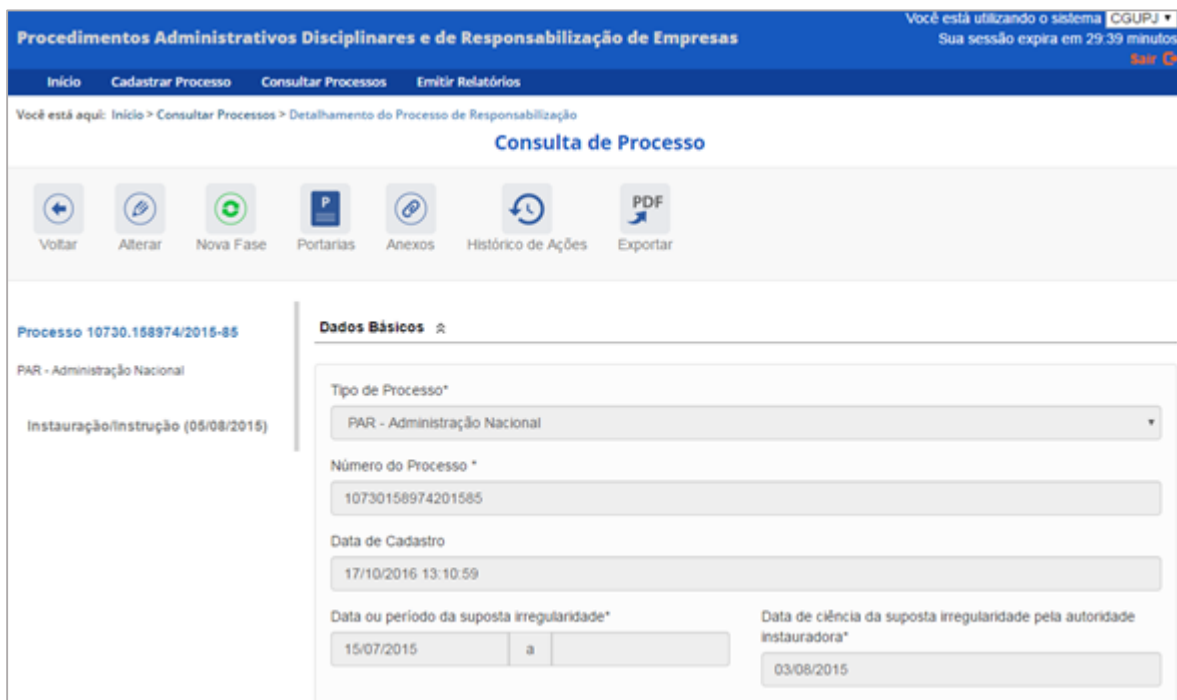 Você está utilizando o sistema CGUPJ
Procedimentos Administrativos Disciplinares e de Responsabilização de Empresas
Sua sessão expira em 29:39 minutos
Sair
Início Cadastrar Processo Consultar Processos Emitir Relatórios
Você está aqui: Início > Consultar Processos > Detalhamento do Processo de Responsabilização
Consulta de Processo
P PDF
Voltar Alterar Nova Fase Portarias Anexos Histórico de Ações Exportar
Processo 10730.158974/2015-85
PAR - Administração Nacional
Instauração/Instrução (05/08/2015)
Dados Básicos
Tipo de Processo*
PAR - Administração Nacional
Número do Processo *
10730158974201585
Data de Cadastro
17/10/2016 13:10:59
Data ou período da suposta irregularidade*
15/07/2015 a
Data de ciência da suposta irregularidade pela autoridade
instauradora*
03/08/2015